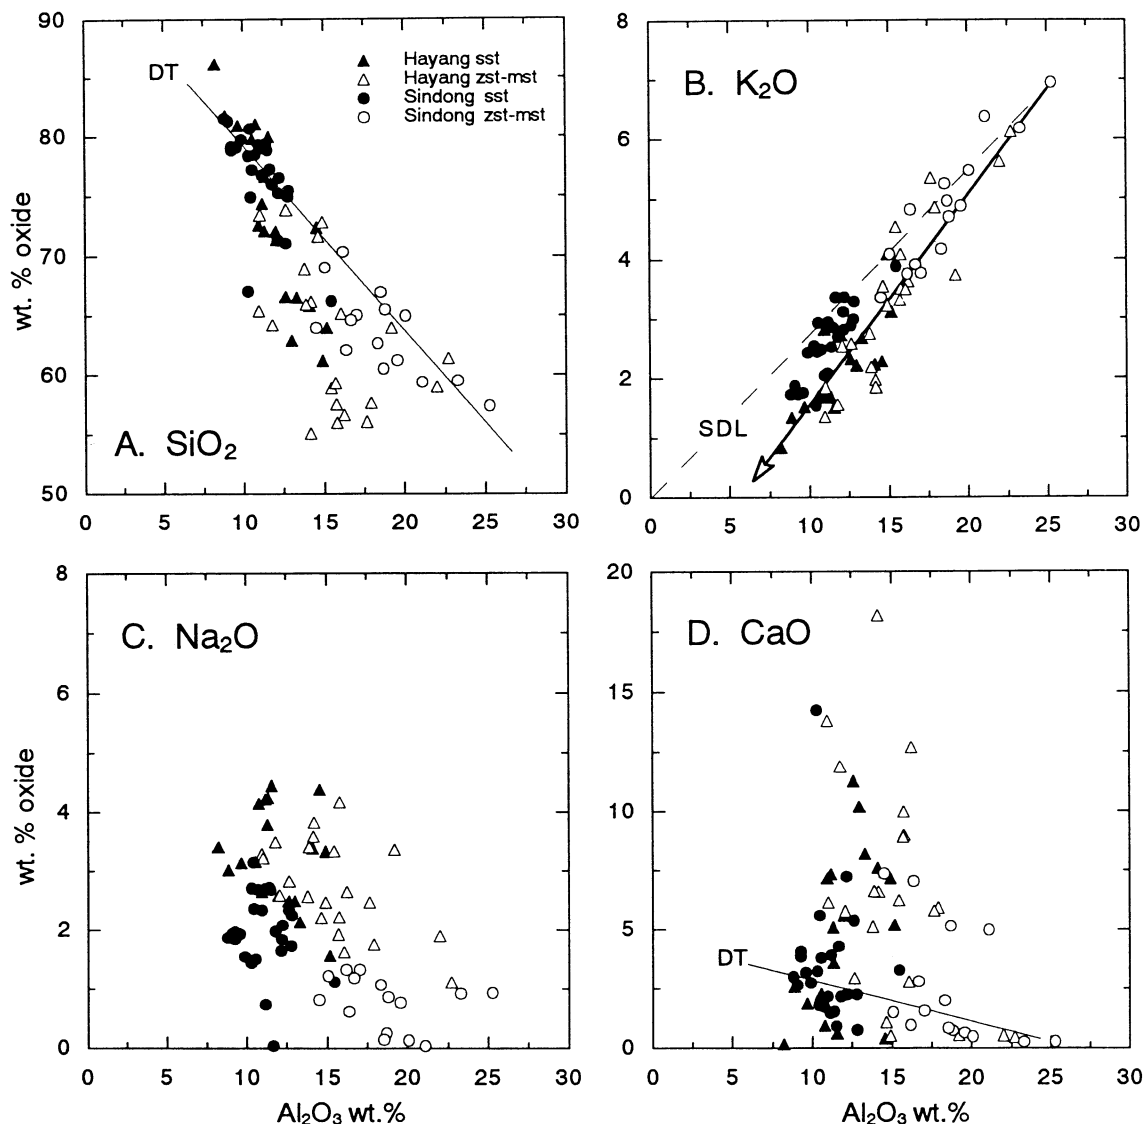 90
80
70
60
50
wt. % oxide
DT
▲ Hayang sst
△ Hayang zst-mst
● Sindong sst
○ Sindong zst-mst
A. SiO₂
0 5 10 15 20 25 30
8
6
4
2
0
B. K₂O
SDL
0 5 10 15 20 25 30
8
6
4
2
0
wt. % oxide
C. Na₂O
0 5 10 15 20 25 30
Al₂O₃ wt.%
20
15
10
5
0
D. CaO
DT
0 5 10 15 20 25 30
Al₂O₃ wt.%